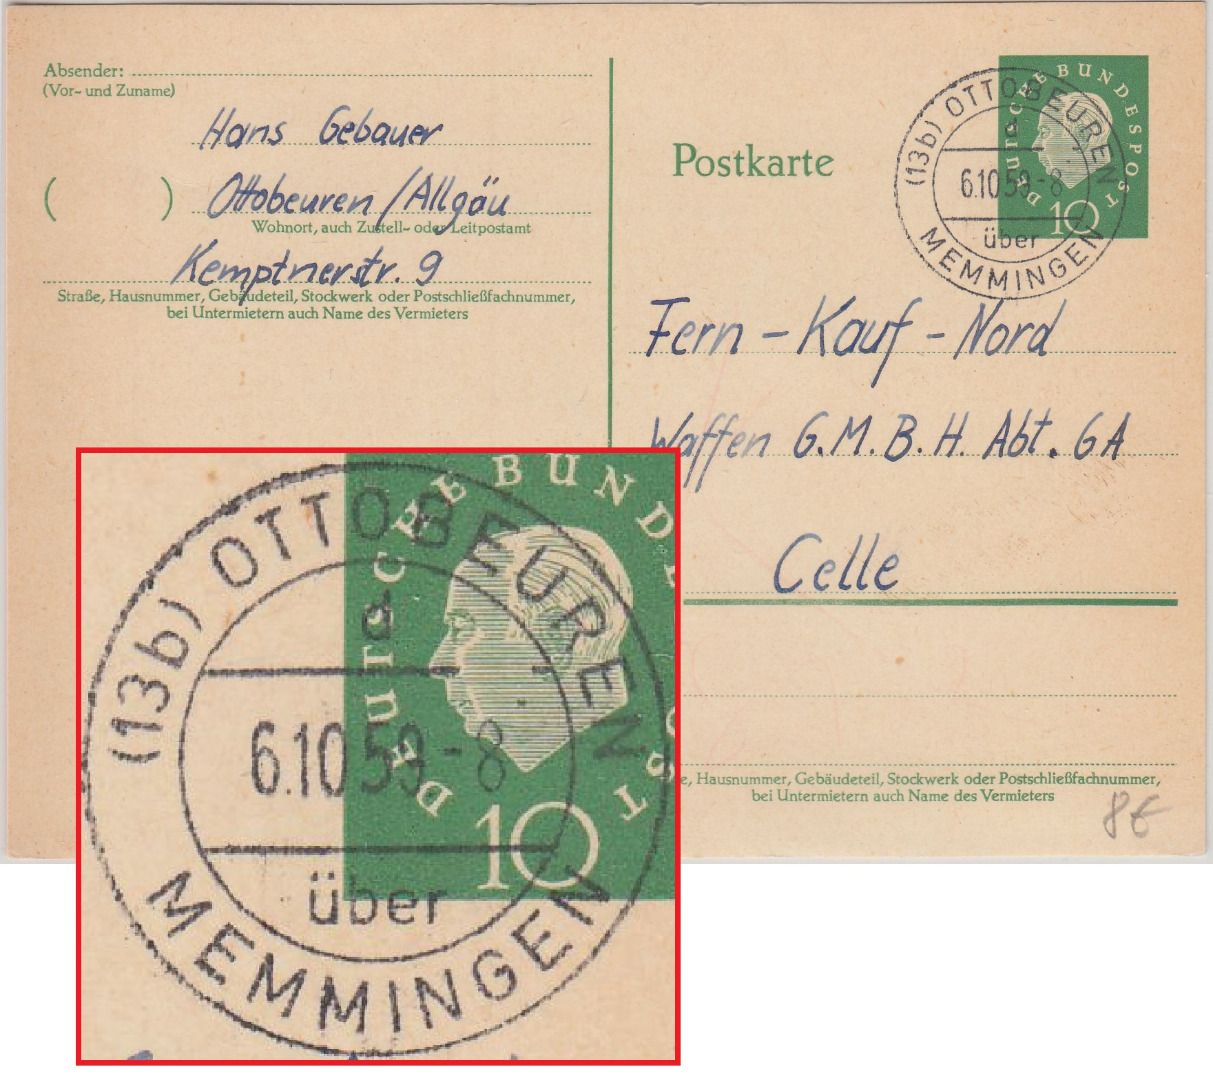 Absender:
(Vor- und Zuname)
Hans Gebauer
( ) Ottobeuren/Allgäu
Wohnort, auch Zustell- oder Leitpostamt
Kemptnerstr. 9
Straße, Hausnummer, Gebäudeteil, Stockwerk oder Postschließfachnummer,
bei Untermietern auch Name des Vermieters
Postkarte
DEUTSCHE BUNDESPOST
10
(13b) OTTOBEUREN
d
6.10.59-8
über
MEMMINGEN
Fern-Kauf-Nord
Waffen G.M.B.H. Abt. GA
Celle
e, Hausnummer, Gebäudeteil, Stockwerk oder Postschließfachnummer,
bei Untermietern auch Name des Vermieters
8€
DEUTSCHE BUNDESPOST
10
(13b) OTTOBEUREN
d
6.10.59-8
über
MEMMINGEN